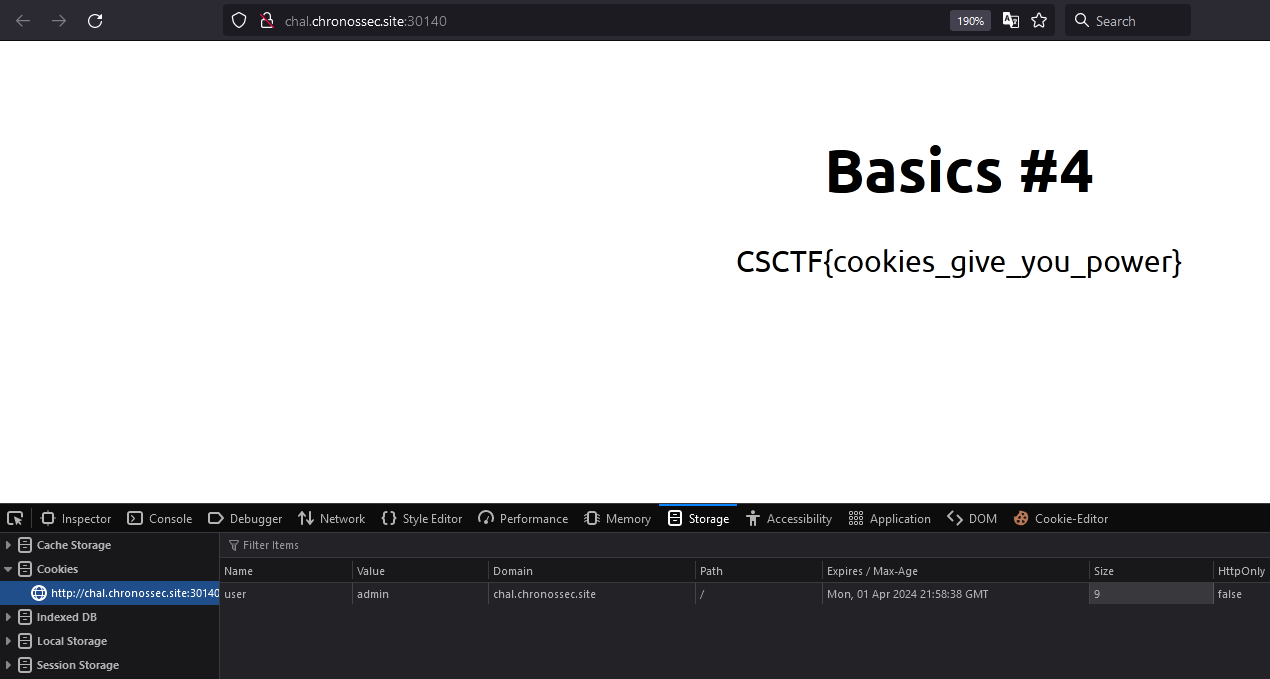 chal.chronossec.site:30140 190% Search
Basics #4
CSCTF{cookies_give_you_power}
Inspector Console Debugger Network Style Editor Performance Memory Storage Accessibility Application DOM Cookie-Editor
Cache Storage
Cookies
http://chal.chronossec.site:30140
Indexed DB
Local Storage
Session Storage
Filter Items
Name Value Domain Path Expires / Max-Age Size HttpOnly
user admin chal.chronossec.site / Mon, 01 Apr 2024 21:58:38 GMT 9 false